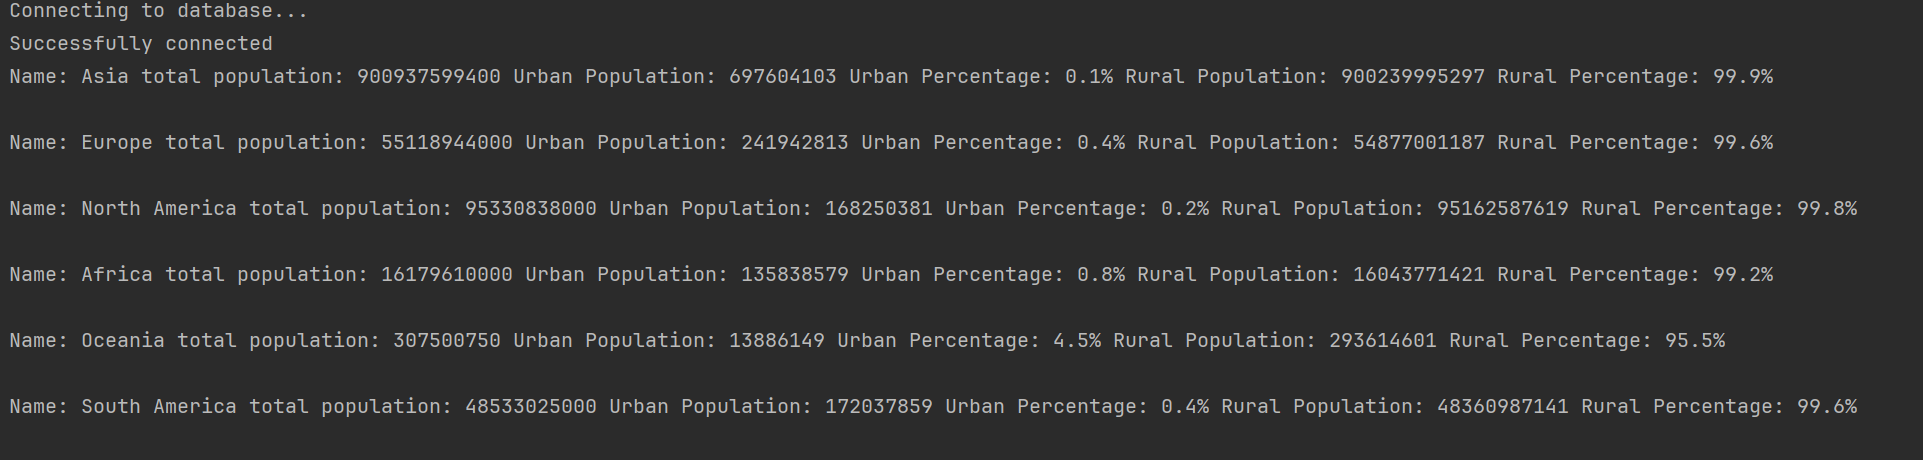 Connecting to database...
Successfully connected
Name: Asia total population: 900937599400 Urban Population: 697604103 Urban Percentage: 0.1% Rural Population: 900239995297 Rural Percentage: 99.9%
Name: Europe total population: 55118944000 Urban Population: 241942813 Urban Percentage: 0.4% Rural Population: 54877001187 Rural Percentage: 99.6%
Name: North America total population: 95330838000 Urban Population: 168250381 Urban Percentage: 0.2% Rural Population: 95162587619 Rural Percentage: 99.8%
Name: Africa total population: 16179610000 Urban Population: 135838579 Urban Percentage: 0.8% Rural Population: 16043771421 Rural Percentage: 99.2%
Name: Oceania total population: 307500750 Urban Population: 13886149 Urban Percentage: 4.5% Rural Population: 293614601 Rural Percentage: 95.5%
Name: South America total population: 48533025000 Urban Population: 172037859 Urban Percentage: 0.4% Rural Population: 48360987141 Rural Percentage: 99.6%